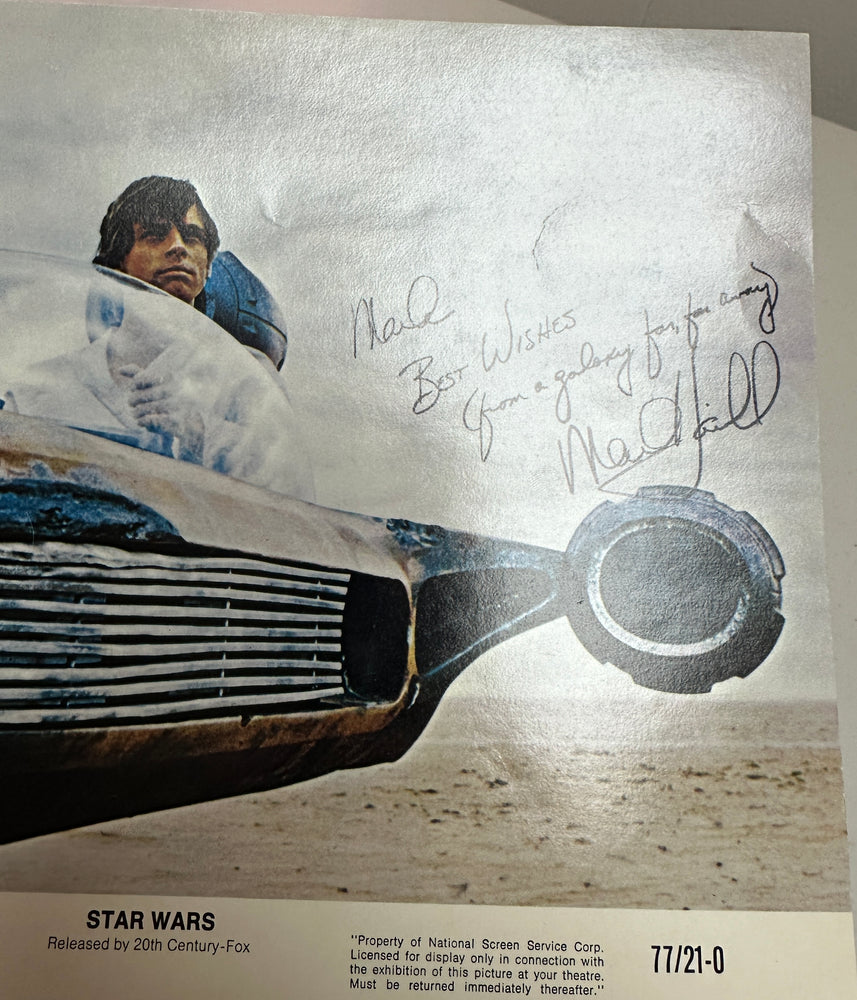 Mark
BEST WISHES
from a galaxy far, far away
Mark Hamill
STAR WARS
Released by 20th Century-Fox
"Property of National Screen Service Corp.
Licensed for display only in connection with
the exhibition of this picture at your theatre.
Must be returned immediately thereafter."
77/21-0